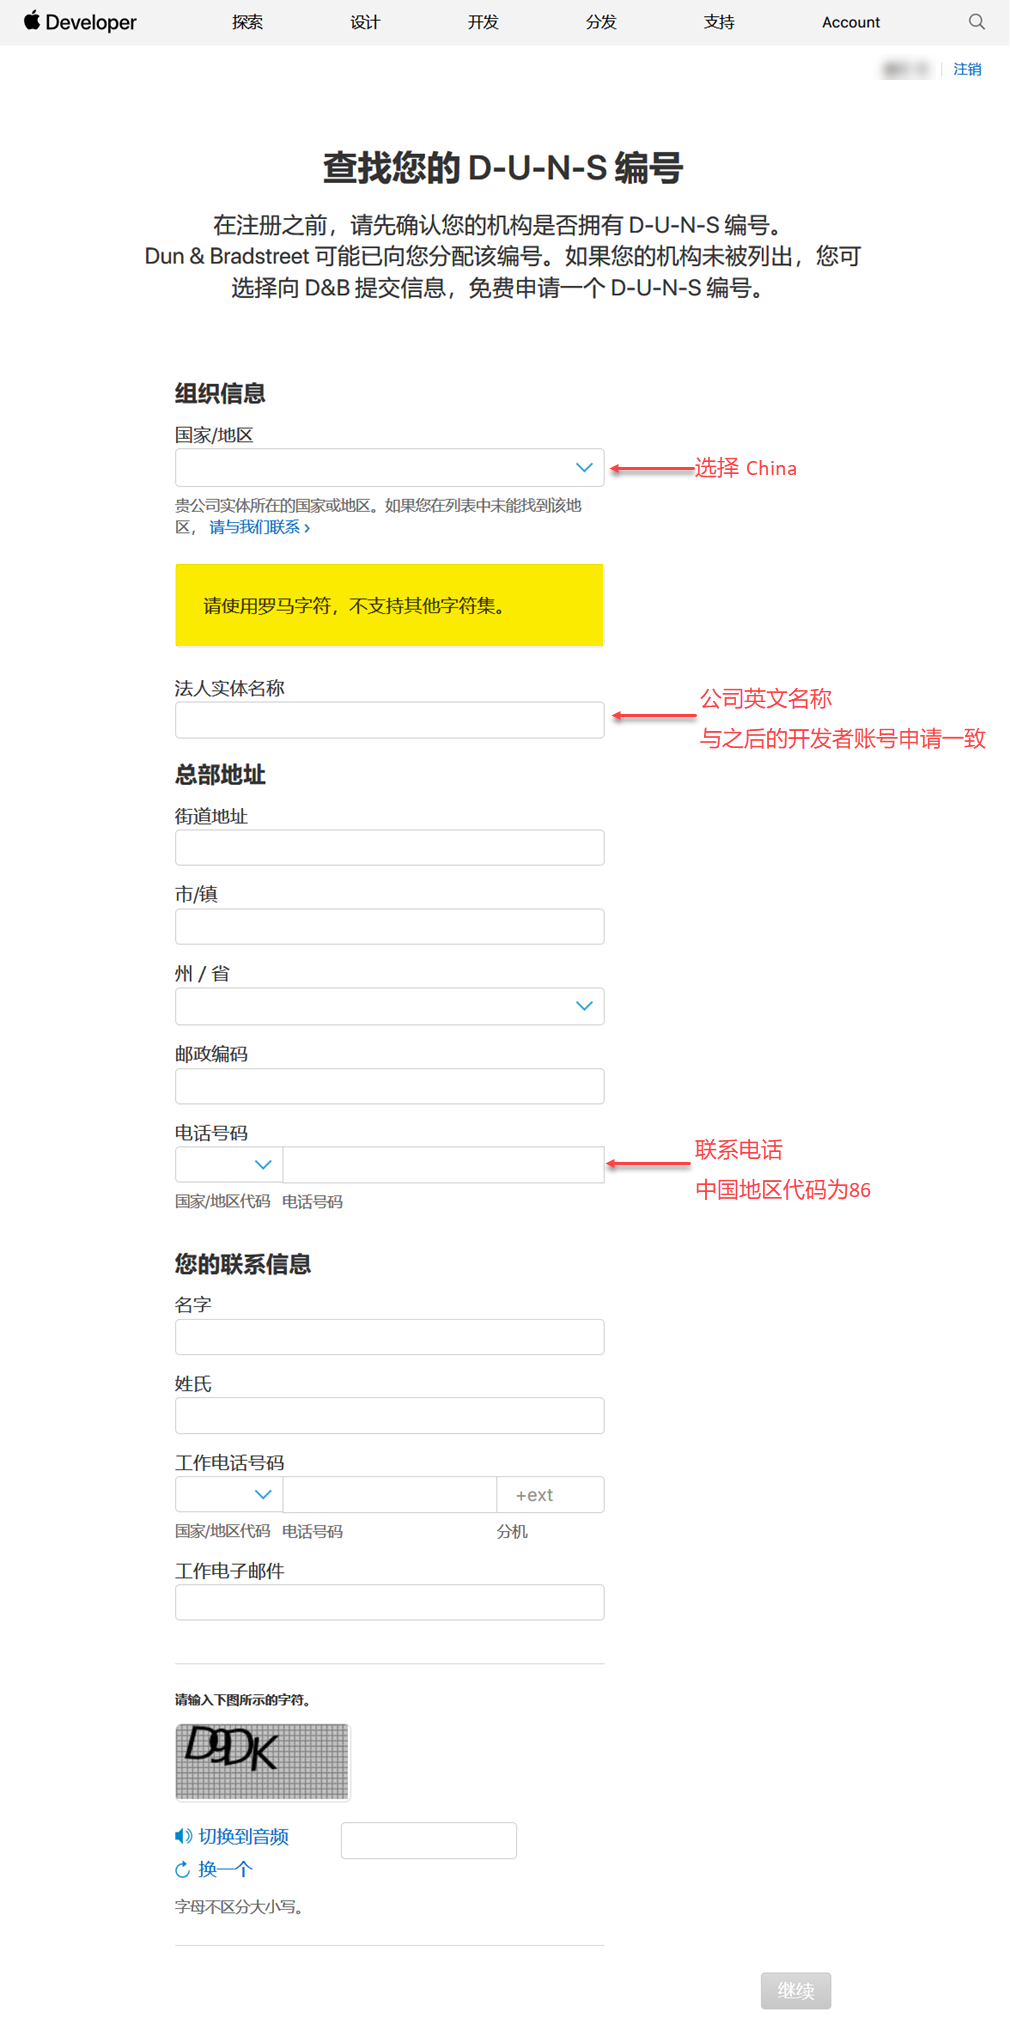 Developer 探索 设计 开发 分发 支持 Account
注销
查找您的 D-U-N-S 编号
在注册之前，请先确认您的机构是否拥有 D-U-N-S 编号。
Dun & Bradstreet 可能已向您分配该编号。如果您的机构未被列出，您可
选择向 D&B 提交信息，免费申请一个 D-U-N-S 编号。
组织信息
国家/地区
选择 China
贵公司实体所在的国家或地区。如果您在列表中未能找到该地
区， 请与我们联系 ›
请使用罗马字符，不支持其他字符集。
法人实体名称
公司英文名称
与之后的开发者账号申请一致
总部地址
街道地址
市/镇
州 / 省
邮政编码
电话号码
联系电话
中国地区代码为86
国家/地区代码 电话号码
您的联系信息
名字
姓氏
工作电话号码
+ext
国家/地区代码 电话号码 分机
工作电子邮件
请输入下图所示的字符。
D9DK
切换到音频
换一个
字母不区分大小写。
继续